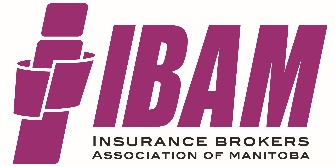 IBAM
INSURANCE BROKERS
ASSOCIATION OF MANITOBA